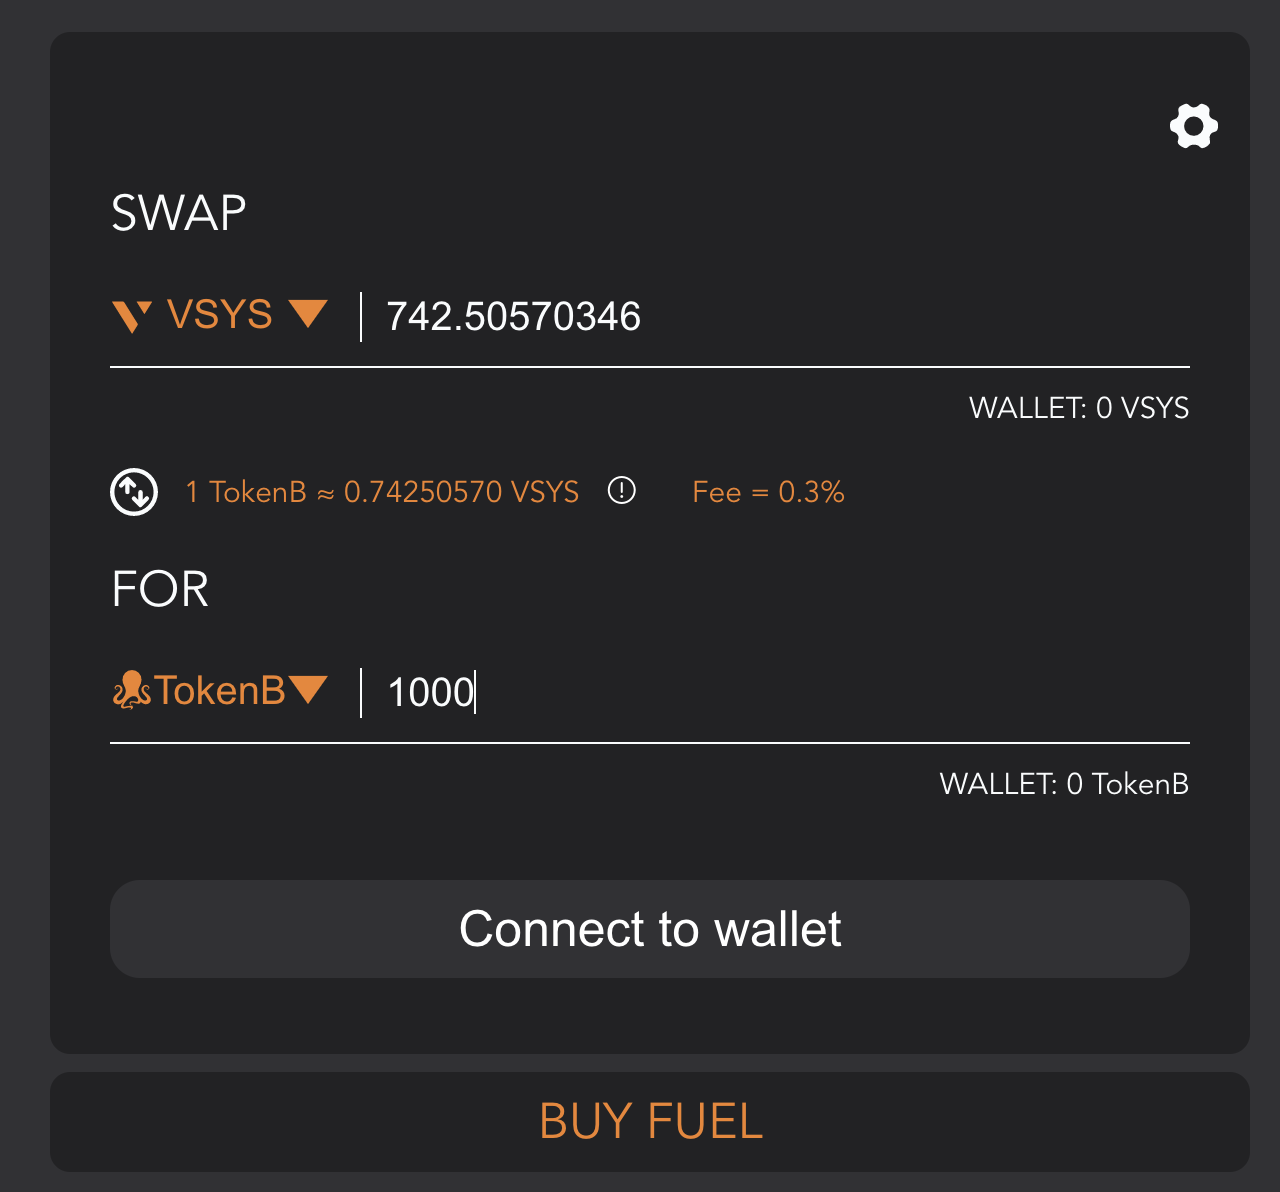 SWAP
VSYS 742.50570346
WALLET: 0 VSYS
1 TokenB ≈ 0.74250570 VSYS Fee = 0.3%
FOR
TokenB 1000
WALLET: 0 TokenB
Connect to wallet
BUY FUEL